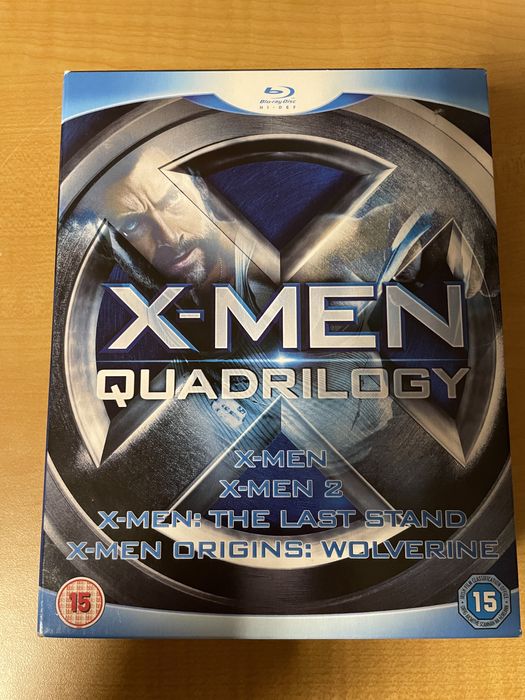 Blu-ray Disc
HI-DEF
X-MEN
QUADRILOGY
X-MEN
X-MEN 2
X-MEN: THE LAST STAND
X-MEN ORIGINS: WOLVERINE
15
15